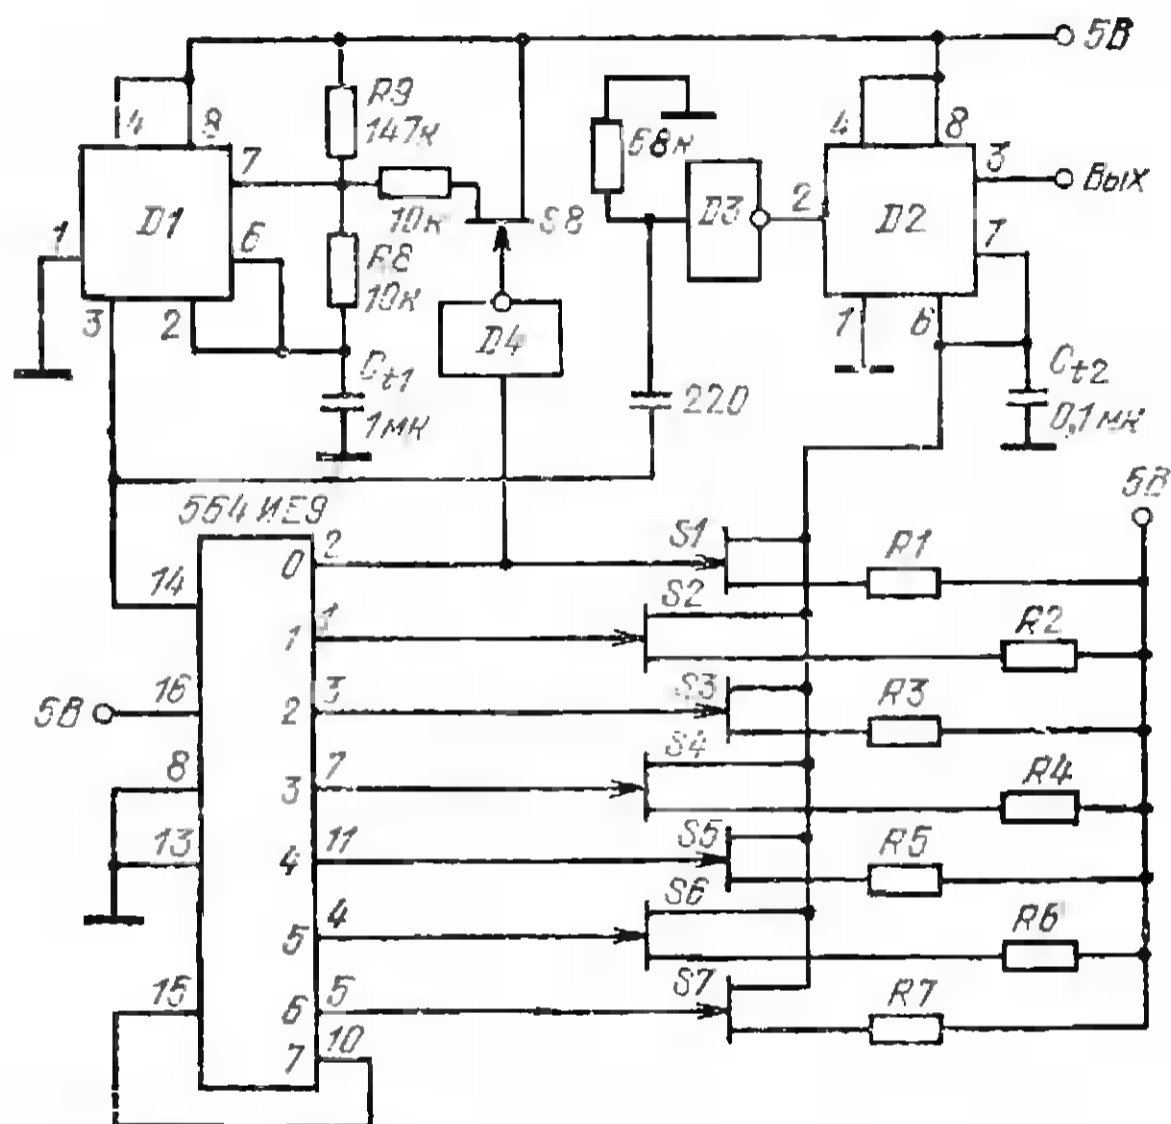 5В
4 8 R9 147к
4 8 3 Вых
68к
7 10к S8
D1 D3 2 D2
1 6 R8 10к 7
3 2 D4 1 6
Ct1 1мк 220 Ct2 0,1мк
564ИЕ9 5В
14 0 2 S1 R1
1 1 S2 R2
5В 16 2 3 S3 R3
8 3 7 S4 R4
13 4 11 S5 R5
5 4 S6 R6
15 6 5 S7 R7
7 10